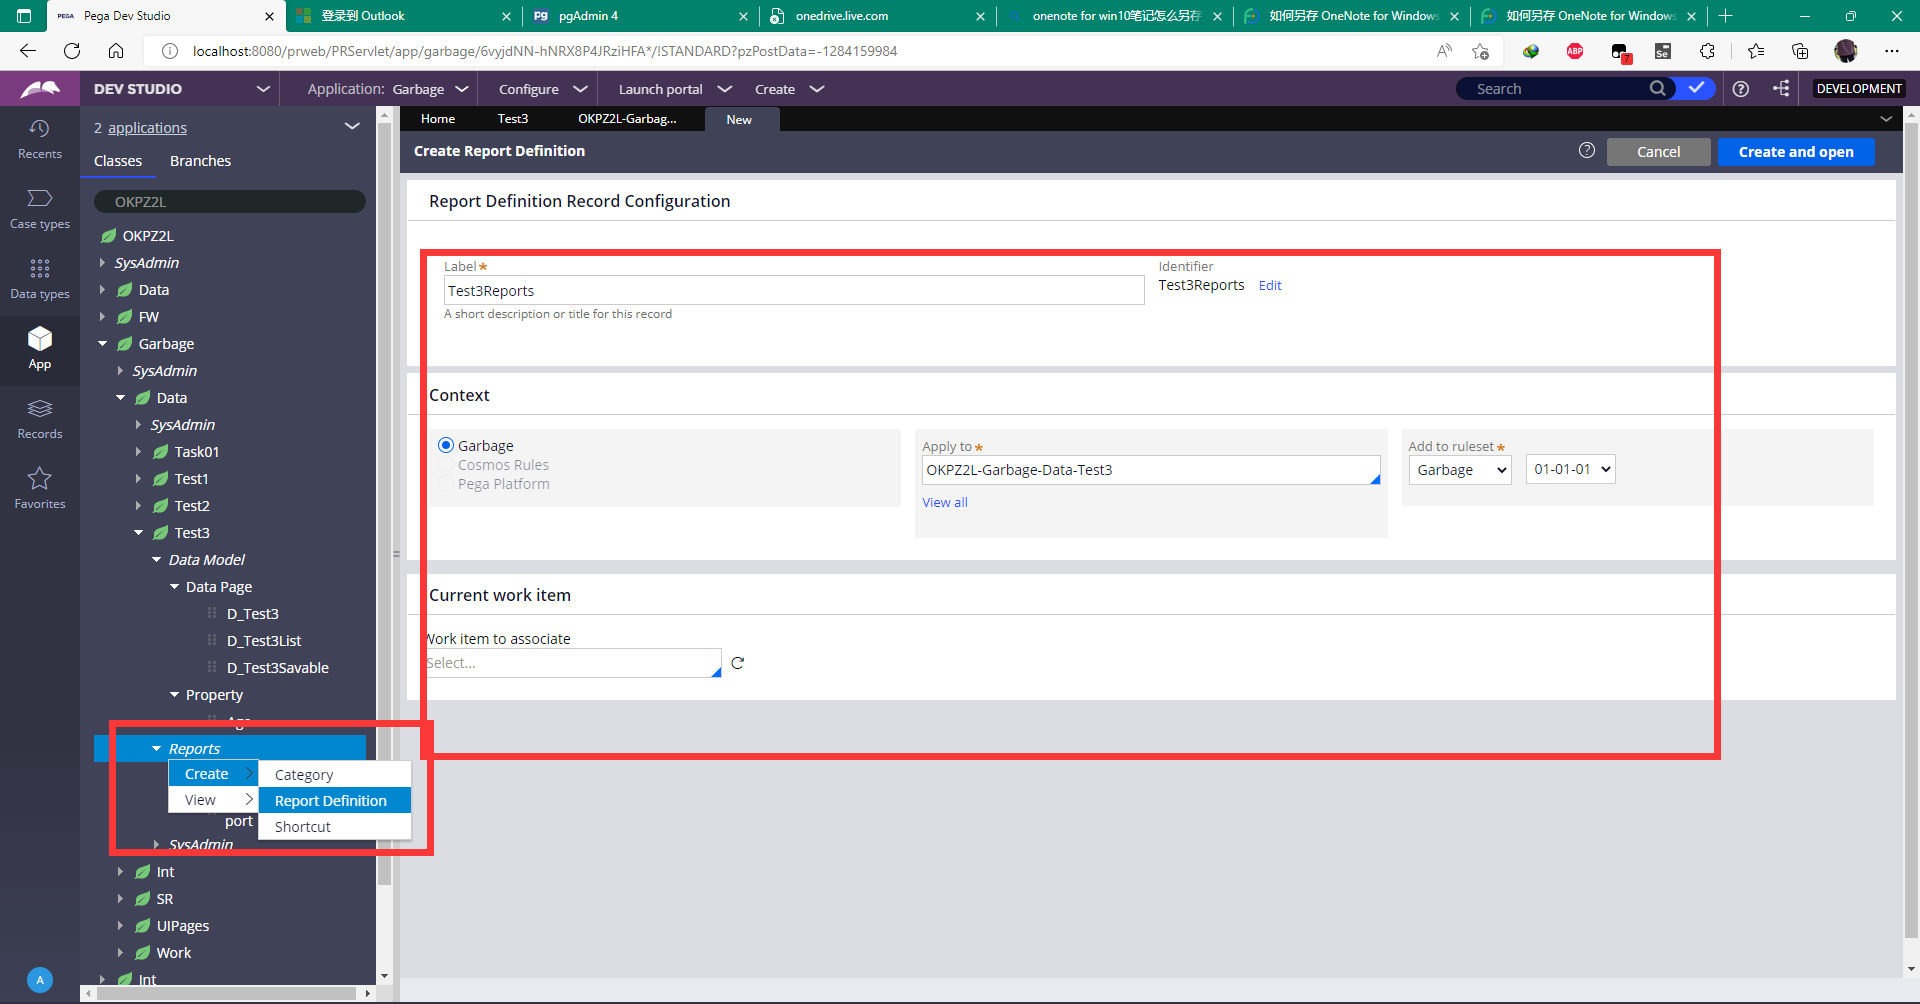 PEGA Pega Dev Studio
登录到 Outlook
pgAdmin 4
onedrive.live.com
onenote for win10笔记怎么另存
如何另存 OneNote for Windows
如何另存 OneNote for Windows
localhost:8080/prweb/PRServlet/app/garbage/6vyjdNN-hNRX8P4JRziHFA*/!STANDARD?pzPostData=-1284159984
ABP
7
Se
DEV STUDIO
Application: Garbage
Configure
Launch portal
Create
Search
DEVELOPMENT
Recents
Case types
Data types
App
Records
Favorites
A
2 applications
Classes
Branches
OKPZ2L
OKPZ2L
SysAdmin
Data
FW
Garbage
SysAdmin
Data
SysAdmin
Task01
Test1
Test2
Test3
Data Model
Data Page
D_Test3
D_Test3List
D_Test3Savable
Property
Age
Reports
Create
View
Category
Report Definition
Shortcut
port
SysAdmin
Int
SR
UIPages
Work
Int
Home
Test3
OKPZ2L-Garbag...
New
Create Report Definition
Cancel
Create and open
Report Definition Record Configuration
Label★
Test3Reports
A short description or title for this record
Identifier
Test3Reports Edit
Context
Garbage
Cosmos Rules
Pega Platform
Apply to★
OKPZ2L-Garbage-Data-Test3
View all
Add to ruleset★
Garbage
01-01-01
Current work item
Work item to associate
Select...